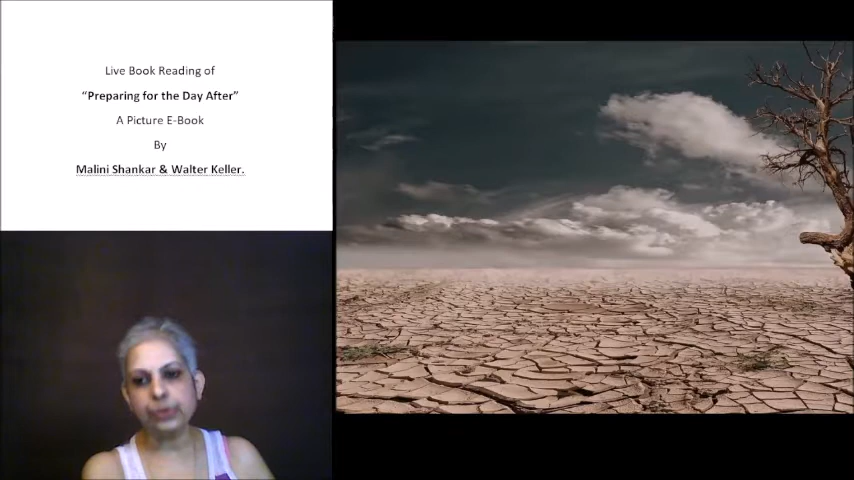 Live Book Reading of
“Preparing for the Day After”
A Picture E-Book
By
Malini Shankar & Walter Keller.